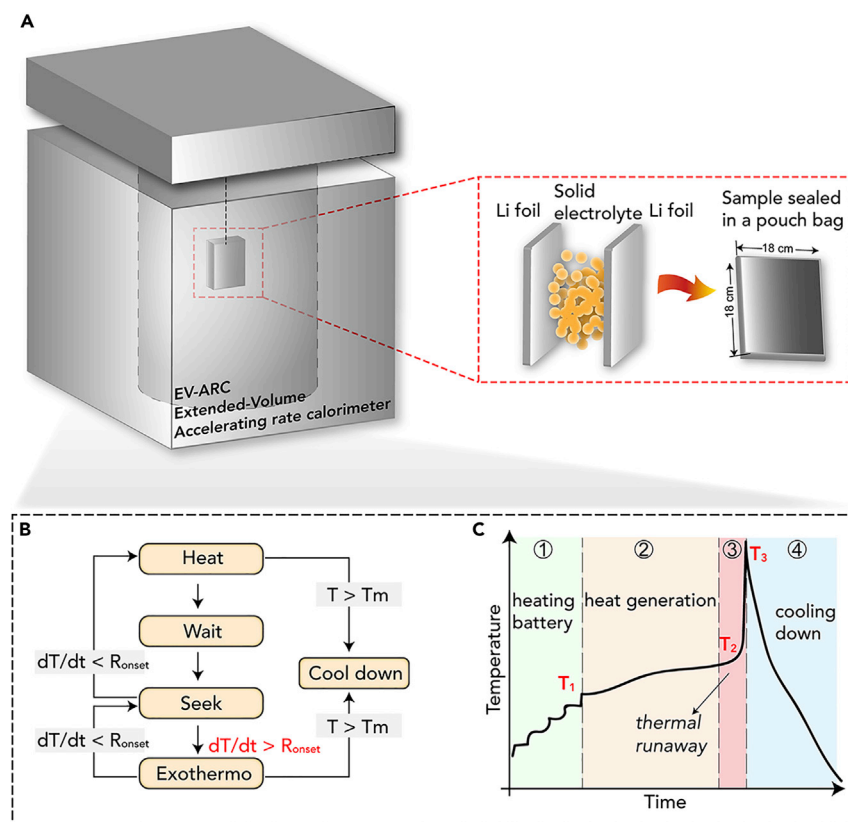 A
Li foil
Solid
electrolyte
Li foil
Sample sealed
in a pouch bag
18 cm
18 cm
EV-ARC
Extended-Volume
Accelerating rate calorimeter
B
Heat
Wait
Seek
Exothermo
Cool down
dT/dt < Ronset
dT/dt < Ronset
dT/dt > Ronset
T > Tm
T > Tm
C
Temperature
Time
①
②
③
④
heating
battery
heat generation
cooling
down
T1
T2
T3
thermal
runaway